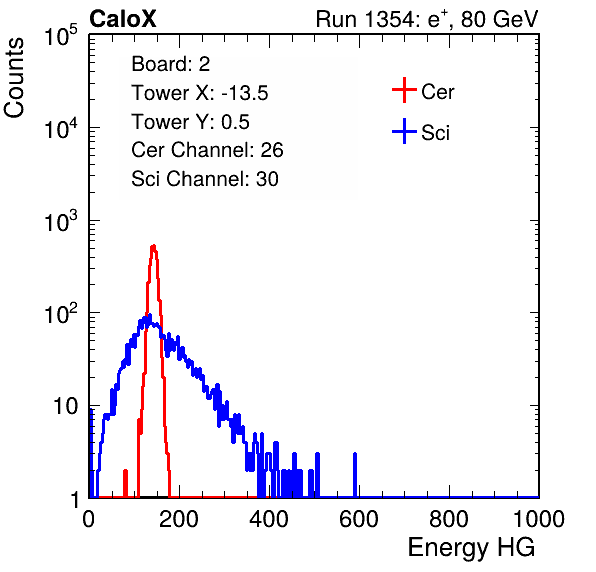 CaloX Run 1354: e⁺, 80 GeV
Counts
10⁵
10⁴
10³
10²
10
1
Board: 2
Tower X: -13.5
Tower Y: 0.5
Cer Channel: 26
Sci Channel: 30
Cer
Sci
0 200 400 600 800 1000
Energy HG